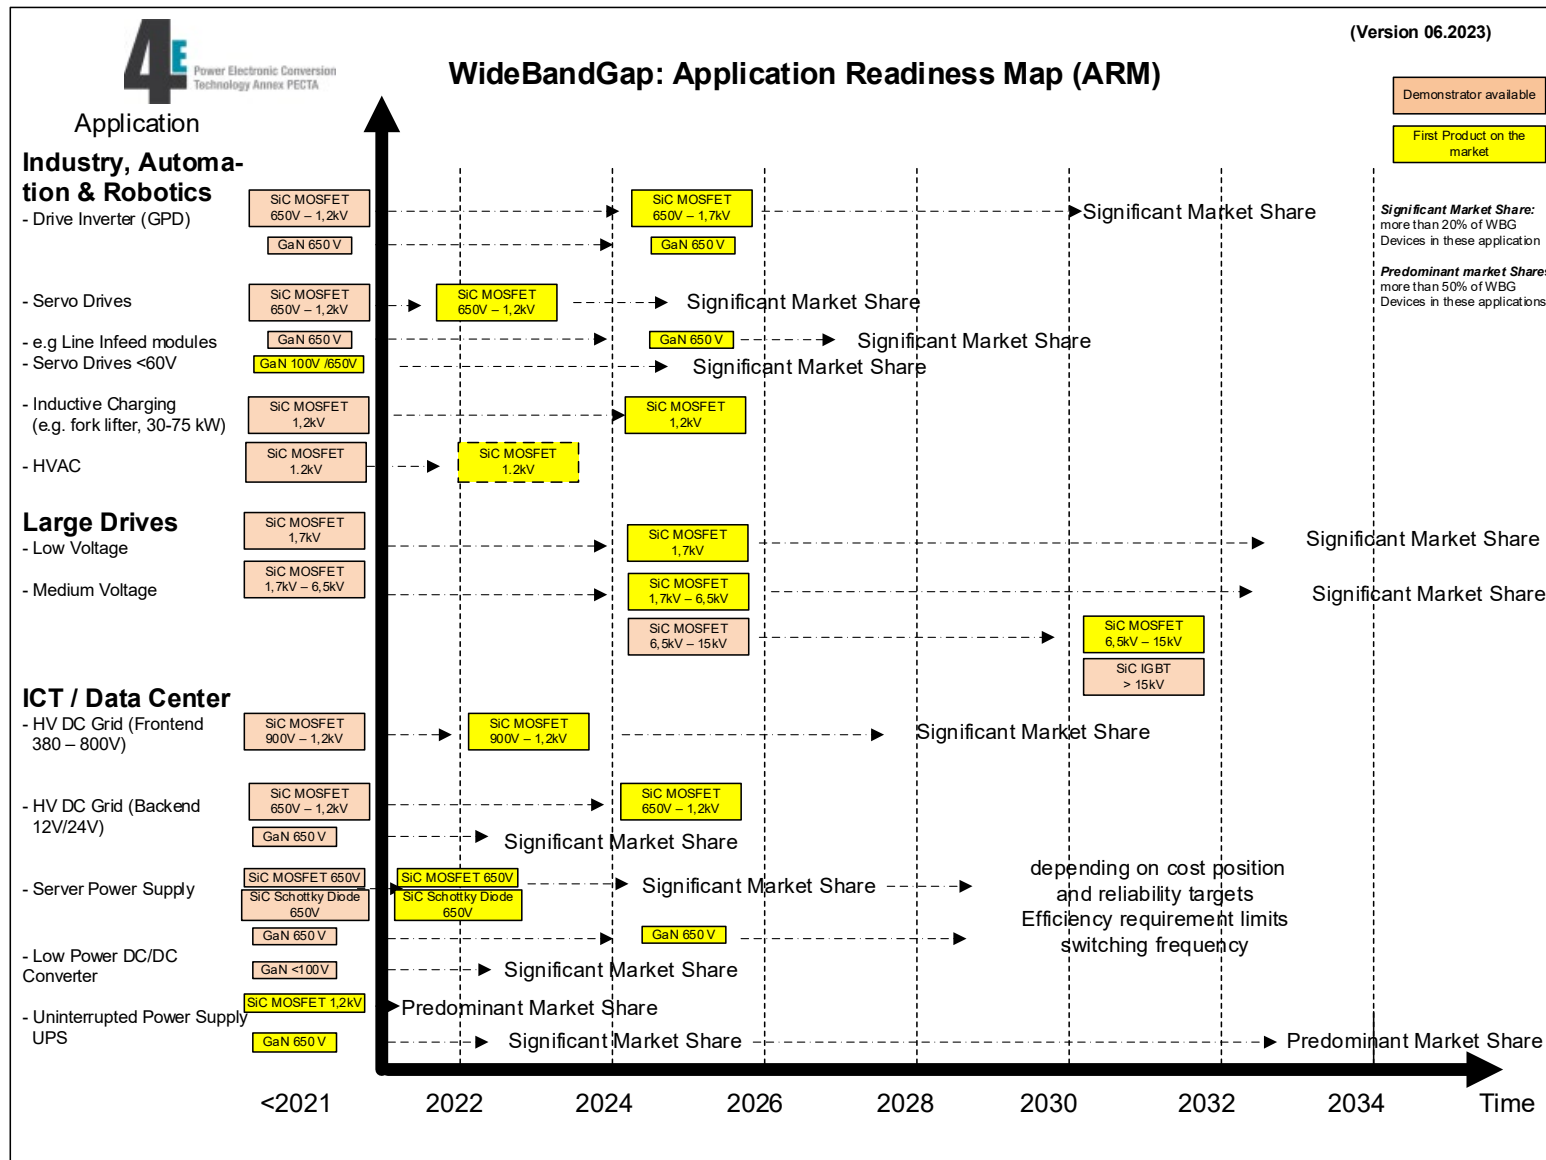 4E
Power Electronic Conversion
Technology Annex PECTA
WideBandGap: Application Readiness Map (ARM)
(Version 06.2023)
Demonstrator available
First Product on the
market
Significant Market Share:
more than 20% of WBG
Devices in these application
Predominant market Share:
more than 50% of WBG
Devices in these applications
Application
Industry, Automa-
tion & Robotics
- Drive Inverter (GPD)
SiC MOSFET
650V – 1,2kV
SiC MOSFET
650V – 1,7kV
Significant Market Share
GaN 650 V
GaN 650 V
- Servo Drives
SiC MOSFET
650V – 1,2kV
SiC MOSFET
650V – 1,2kV
Significant Market Share
- e.g Line Infeed modules
GaN 650 V
GaN 650 V
Significant Market Share
- Servo Drives <60V
GaN 100V /650V
Significant Market Share
- Inductive Charging
(e.g. fork lifter, 30-75 kW)
SiC MOSFET
1,2kV
SiC MOSFET
1,2kV
- HVAC
SiC MOSFET
1.2kV
SiC MOSFET
1.2kV
Large Drives
- Low Voltage
SiC MOSFET
1,7kV
SiC MOSFET
1,7kV
Significant Market Share
- Medium Voltage
SiC MOSFET
1,7kV – 6,5kV
SiC MOSFET
1,7kV – 6,5kV
Significant Market Share
SiC MOSFET
6,5kV – 15kV
SiC MOSFET
6,5kV – 15kV
SiC IGBT
> 15kV
ICT / Data Center
- HV DC Grid (Frontend
380 – 800V)
SiC MOSFET
900V – 1,2kV
SiC MOSFET
900V – 1,2kV
Significant Market Share
- HV DC Grid (Backend
12V/24V)
SiC MOSFET
650V – 1,2kV
SiC MOSFET
650V – 1,2kV
GaN 650 V
Significant Market Share
- Server Power Supply
SiC MOSFET 650V
SiC Schottky Diode
650V
SiC MOSFET 650V
SiC Schottky Diode
650V
Significant Market Share
depending on cost position
and reliability targets
Efficiency requirement limits
switching frequency
GaN 650 V
GaN 650 V
- Low Power DC/DC
Converter
GaN <100V
Significant Market Share
- Uninterrupted Power Supply
UPS
SiC MOSFET 1,2kV
Predominant Market Share
GaN 650 V
Significant Market Share
Predominant Market Share
<2021
2022
2024
2026
2028
2030
2032
2034
Time